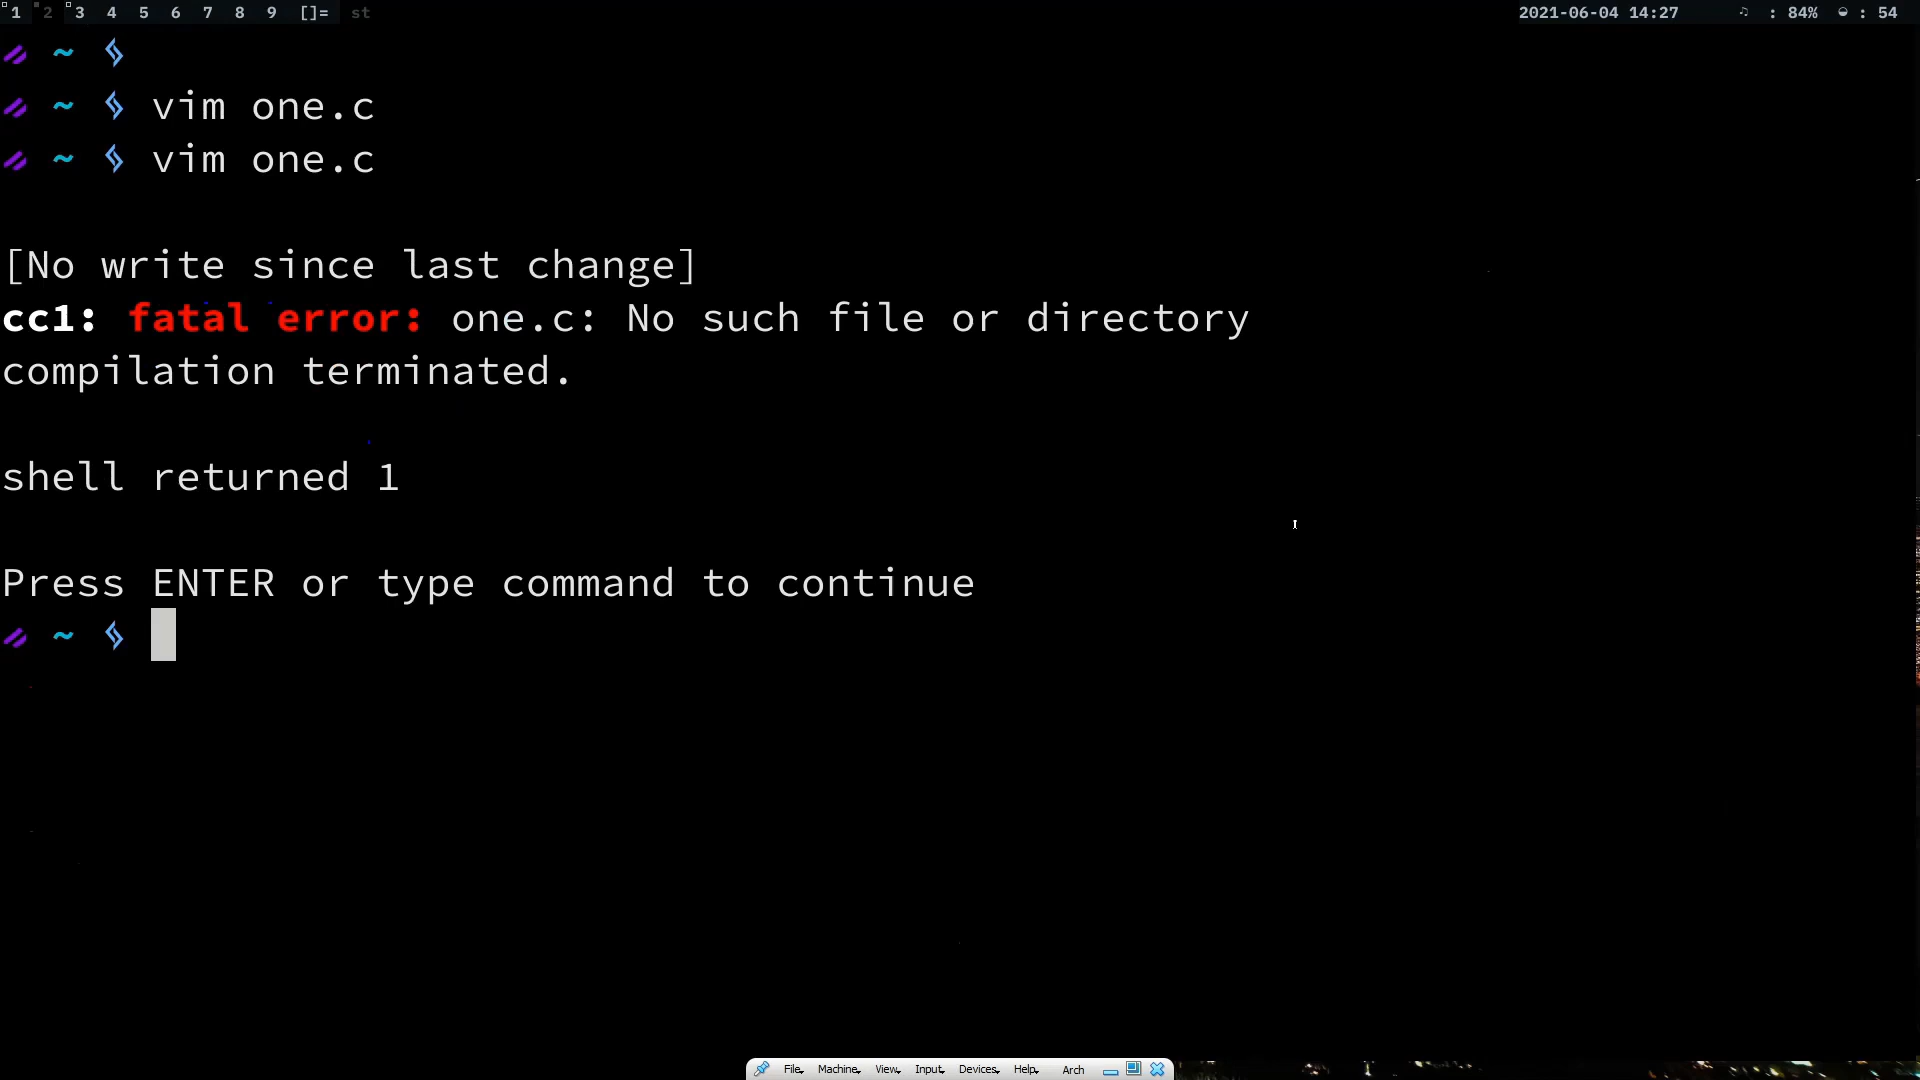 1 2 3 4 5 6 7 8 9 []= st 2021-06-04 14:27 ♫ : 84% : 54
~
~ vim one.c
~ vim one.c
[No write since last change]
cc1: fatal error: one.c: No such file or directory
compilation terminated.
shell returned 1
Press ENTER or type command to continue
~
File Machine View Input Devices Help Arch